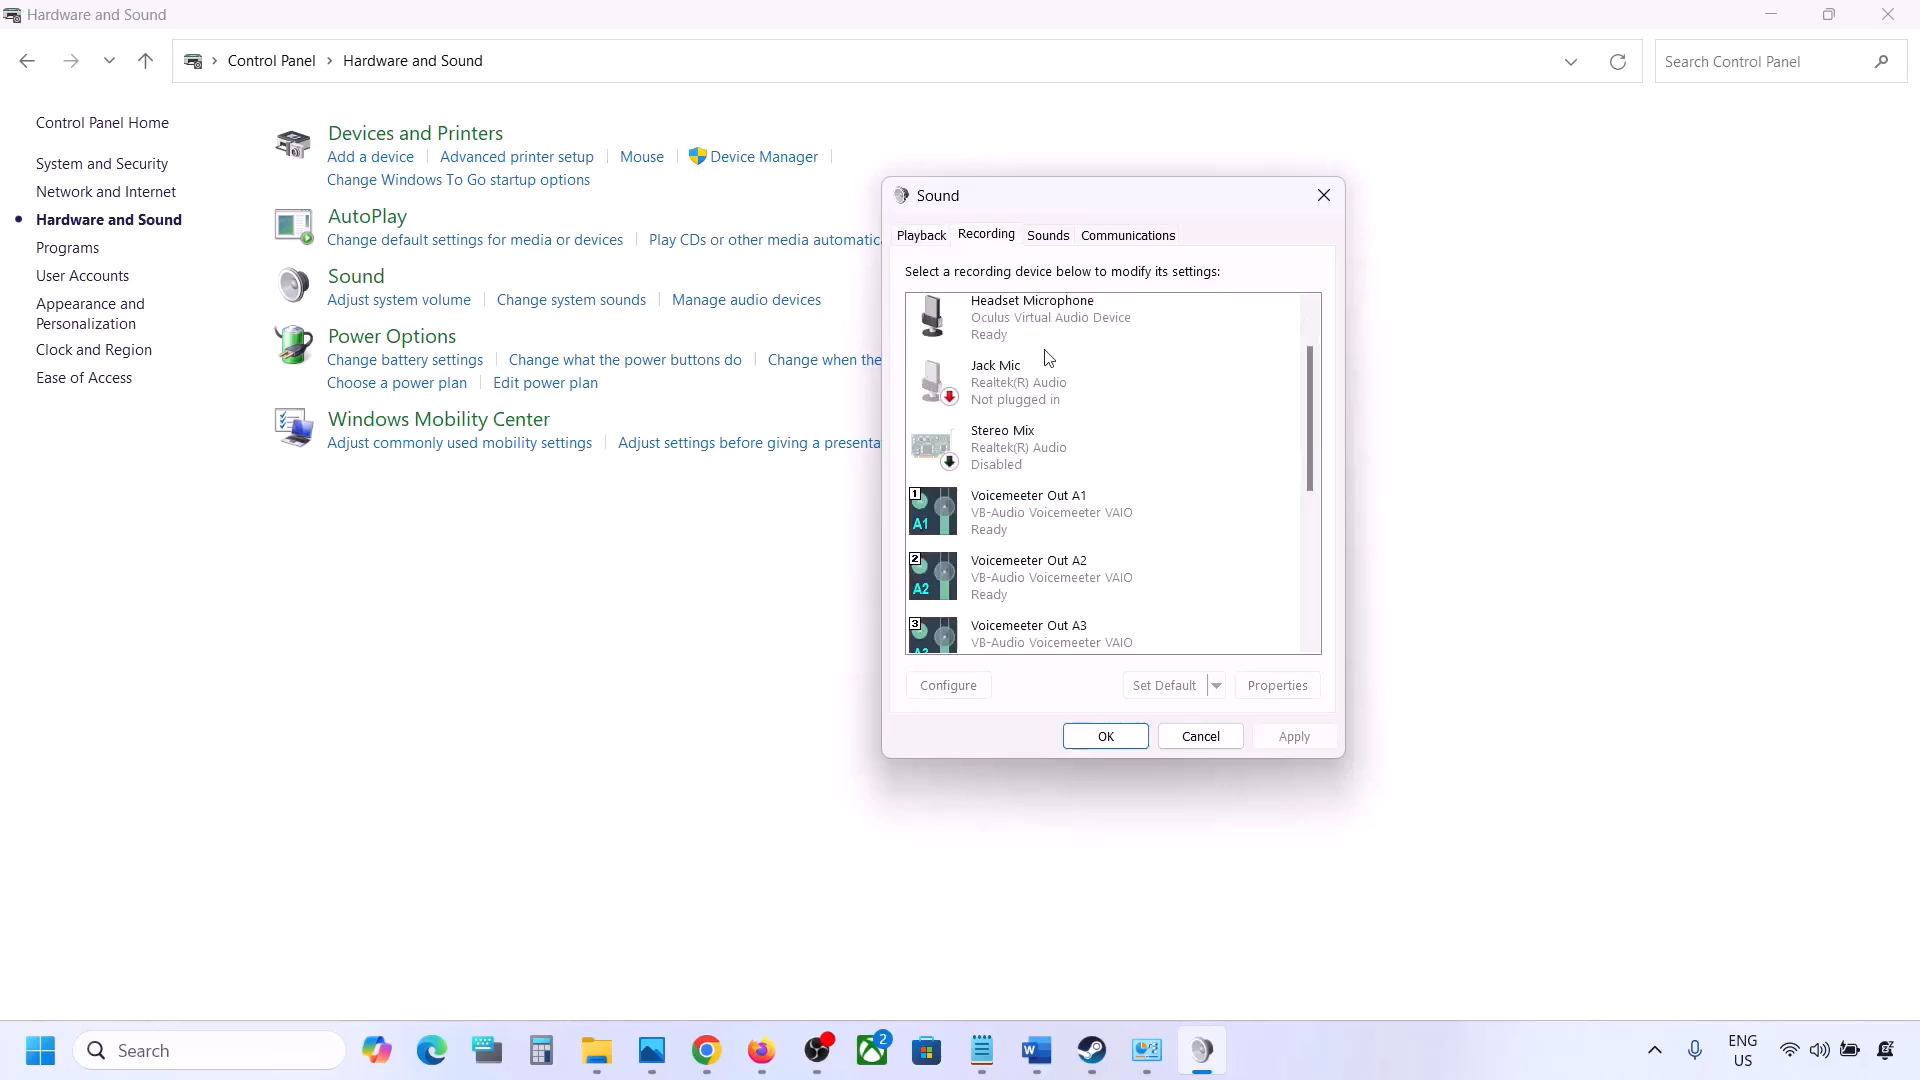 Hardware and Sound
Control Panel > Hardware and Sound
Search Control Panel
Control Panel Home
System and Security
Network and Internet
Hardware and Sound
Programs
User Accounts
Appearance and
Personalization
Clock and Region
Ease of Access
Devices and Printers
Add a device
Advanced printer setup
Mouse
Device Manager
Change Windows To Go startup options
AutoPlay
Change default settings for media or devices
Play CDs or other media automatica
Sound
Adjust system volume
Change system sounds
Manage audio devices
Power Options
Change battery settings
Change what the power buttons do
Change when the
Choose a power plan
Edit power plan
Windows Mobility Center
Adjust commonly used mobility settings
Adjust settings before giving a presenta
Sound
Playback
Recording
Sounds
Communications
Select a recording device below to modify its settings:
Headset Microphone
Oculus Virtual Audio Device
Ready
Jack Mic
Realtek(R) Audio
Not plugged in
Stereo Mix
Realtek(R) Audio
Disabled
1
A1
Voicemeeter Out A1
VB-Audio Voicemeeter VAIO
Ready
2
A2
Voicemeeter Out A2
VB-Audio Voicemeeter VAIO
Ready
3
A3
Voicemeeter Out A3
VB-Audio Voicemeeter VAIO
Configure
Set Default
Properties
OK
Cancel
Apply
Search
2
ENG
US